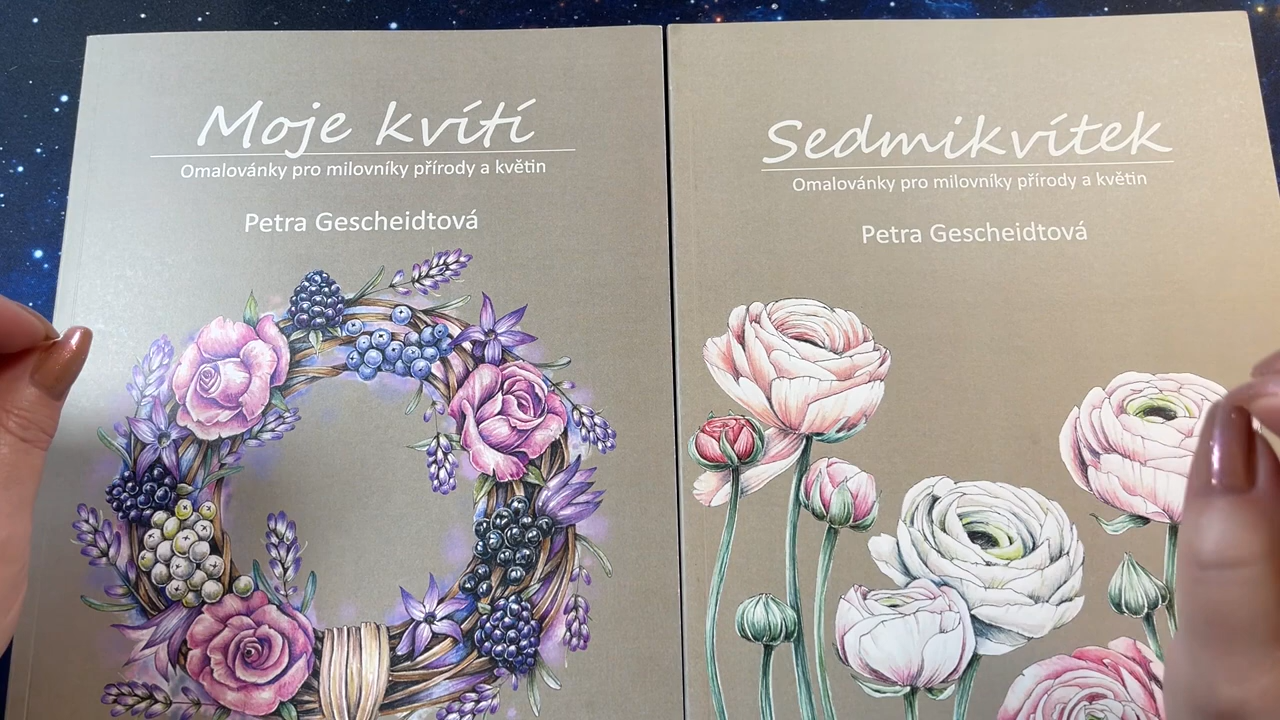 Moje kvítí
Omalovánky pro milovníky přírody a květin
Petra Gescheidtová
Sedmikvítek
Omalovánky pro milovníky přírody a květin
Petra Gescheidtová